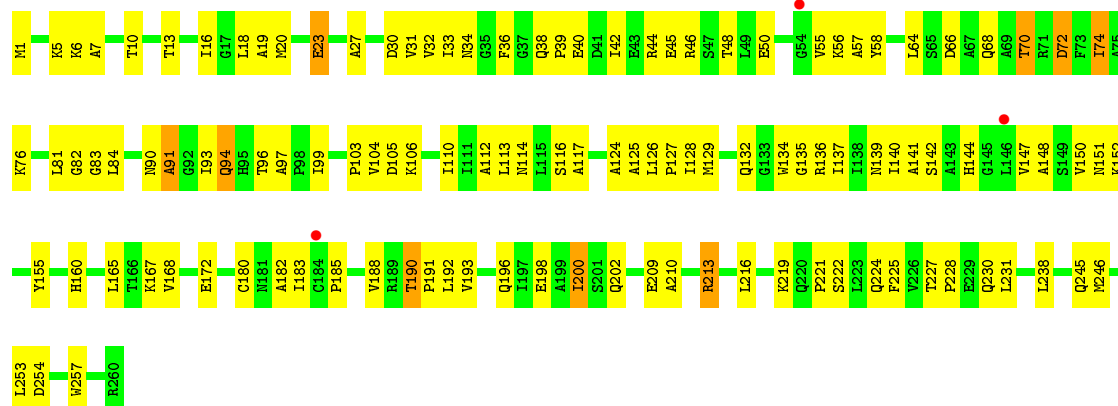 M1 K5 K6 A7 T10 T13 I16 G17 L18 A19 M20 E23 A27 D30 V31 V32 I33 N34 G35 F36 G37 Q38 P39 E40 D41 I42 E43 R44 E45 R46 S47 T48 L49 E50 G54 V55 K56 A57 Y58 L64 S65 D66 A67 Q68 A69 T70 R71 D72 F73 I74 A75
K76 L81 G82 G83 L84 N90 A91 G92 I93 Q94 H95 T96 A97 P98 I99 P103 V104 D105 K106 I110 I111 A112 L113 N114 L115 S116 A117 A124 A125 L126 P127 I128 M129 Q132 G133 W134 G135 R136 I137 I138 N139 I140 A141 S142 A143 H144 G145 L146 V147 A148 S149 V150 N151 K152
Y155 H160 L165 T166 K167 V168 E172 C180 N181 A182 I183 C184 P185 V188 R189 T190 P191 L192 V193 Q196 I197 E198 A199 I200 S201 Q202 E209 A210 R213 L216 K219 Q220 P221 S222 L223 Q224 F225 V226 T227 P228 E229 Q230 L231 L238 Q245 M246
L253 D254 W257 R260